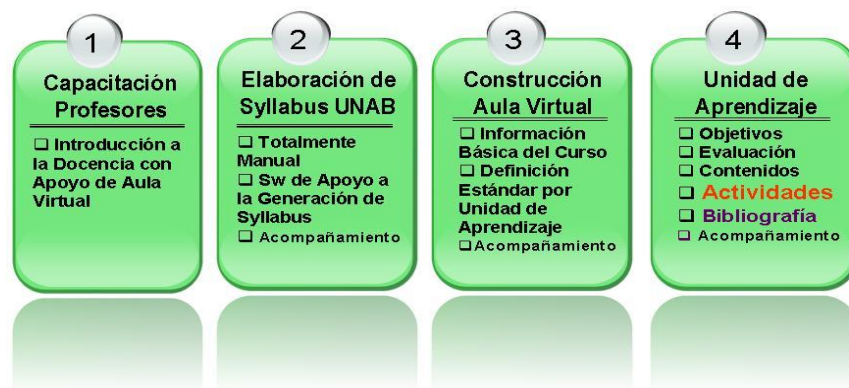 1
Capacitación
Profesores
❑ Introducción a
la Docencia con
Apoyo de Aula
Virtual
2
Elaboración de
Syllabus UNAB
❑ Totalmente
Manual
❑ Sw de Apoyo a
la Generación de
Syllabus
❑ Acompañamiento
3
Construcción
Aula Virtual
❑ Información
Básica del Curso
❑ Definición
Estándar por
Unidad de
Aprendizaje
❑ Acompañamiento
4
Unidad de
Aprendizaje
❑ Objetivos
❑ Evaluación
❑ Contenidos
❑ Actividades
❑ Bibliografía
❑ Acompañamiento